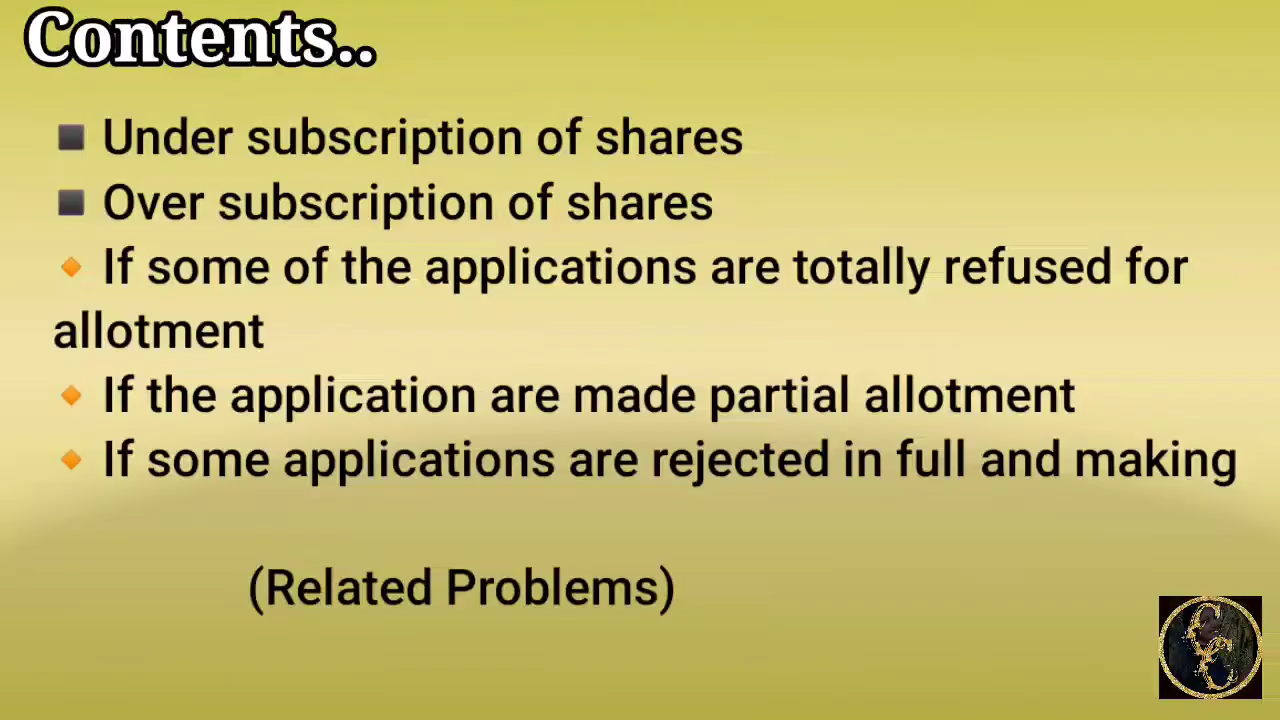 Contents..
◾ Under subscription of shares
◾ Over subscription of shares
🔸 If some of the applications are totally refused for
allotment
🔸 If the application are made partial allotment
🔸 If some applications are rejected in full and making
(Related Problems)